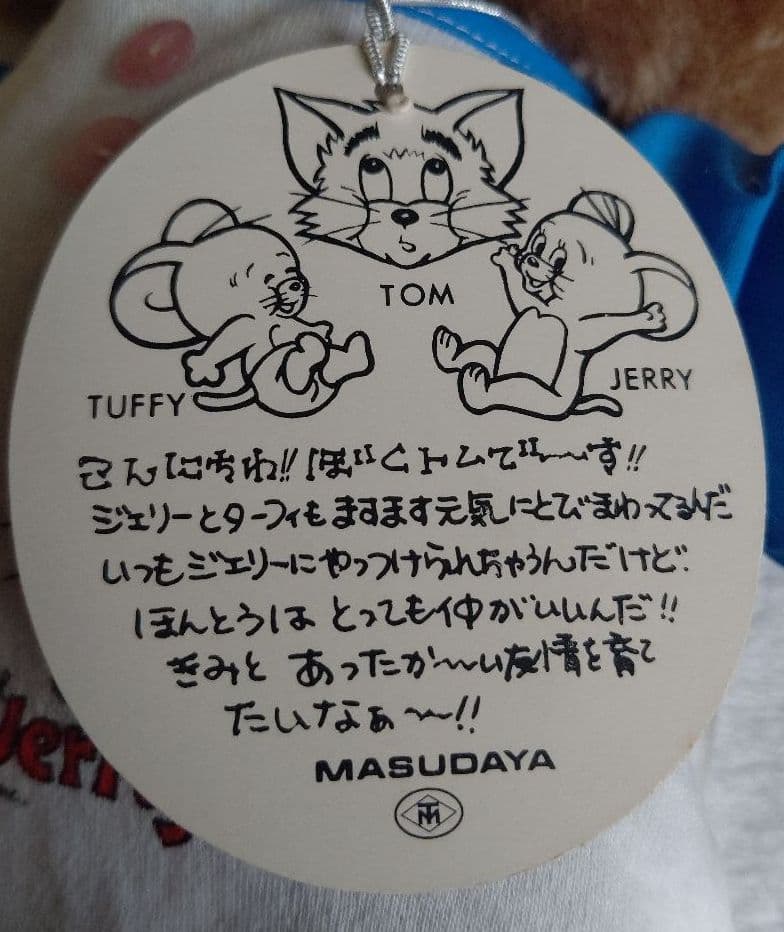 TOM
TUFFY
JERRY
こんにちわ!!ぼくトムで〜〜す!!
ジェリーとターフィもますます元気にとびまわってるんだ
いつもジェリーにやっつけられちゃうんだけど
ほんとうは とっても仲がいいんだ!!
きみと あったか〜い友情を育て
たいなぁ〜!!
MASUDAYA
TM
Jerry